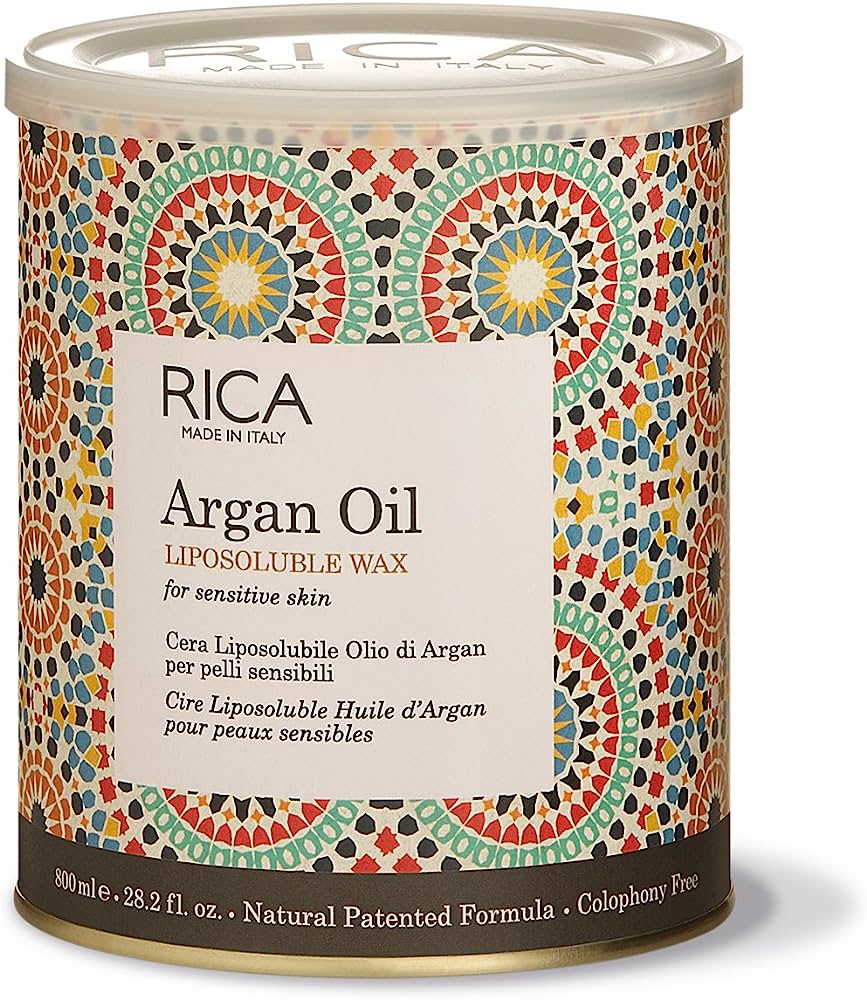 RICA
MADE IN ITALY
RICA
MADE IN ITALY
Argan Oil
LIPOSOLUBLE WAX
for sensitive skin
Cera Liposolubile Olio di Argan
per pelli sensibili
Cire Liposoluble Huile d'Argan
pour peaux sensibles
800 ml e • 28.2 fl. oz. • Natural Patented Formula • Colophony Free